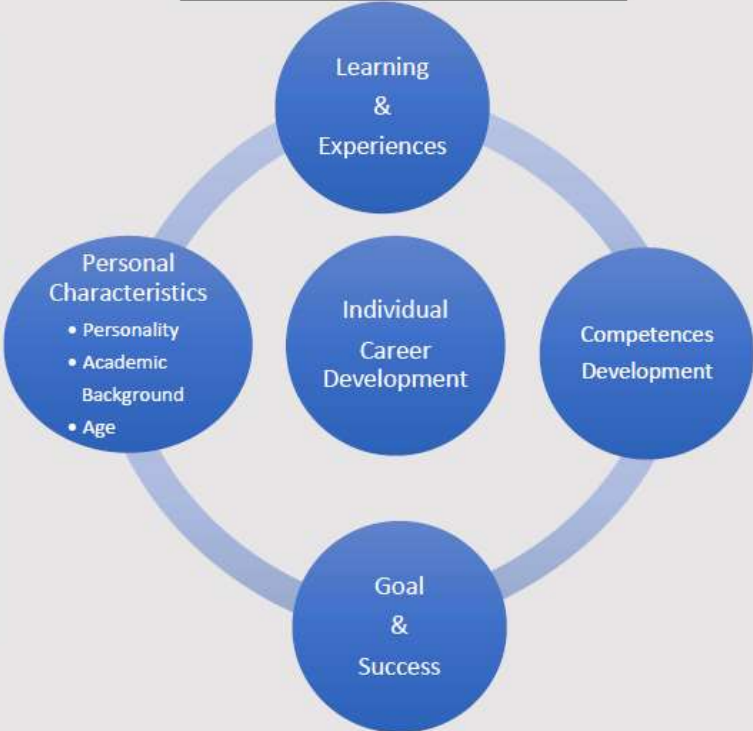 Learning
&
Experiences
Personal
Characteristics
• Personality
• Academic
Background
• Age
Individual
Career
Development
Competences
Development
Goal
&
Success